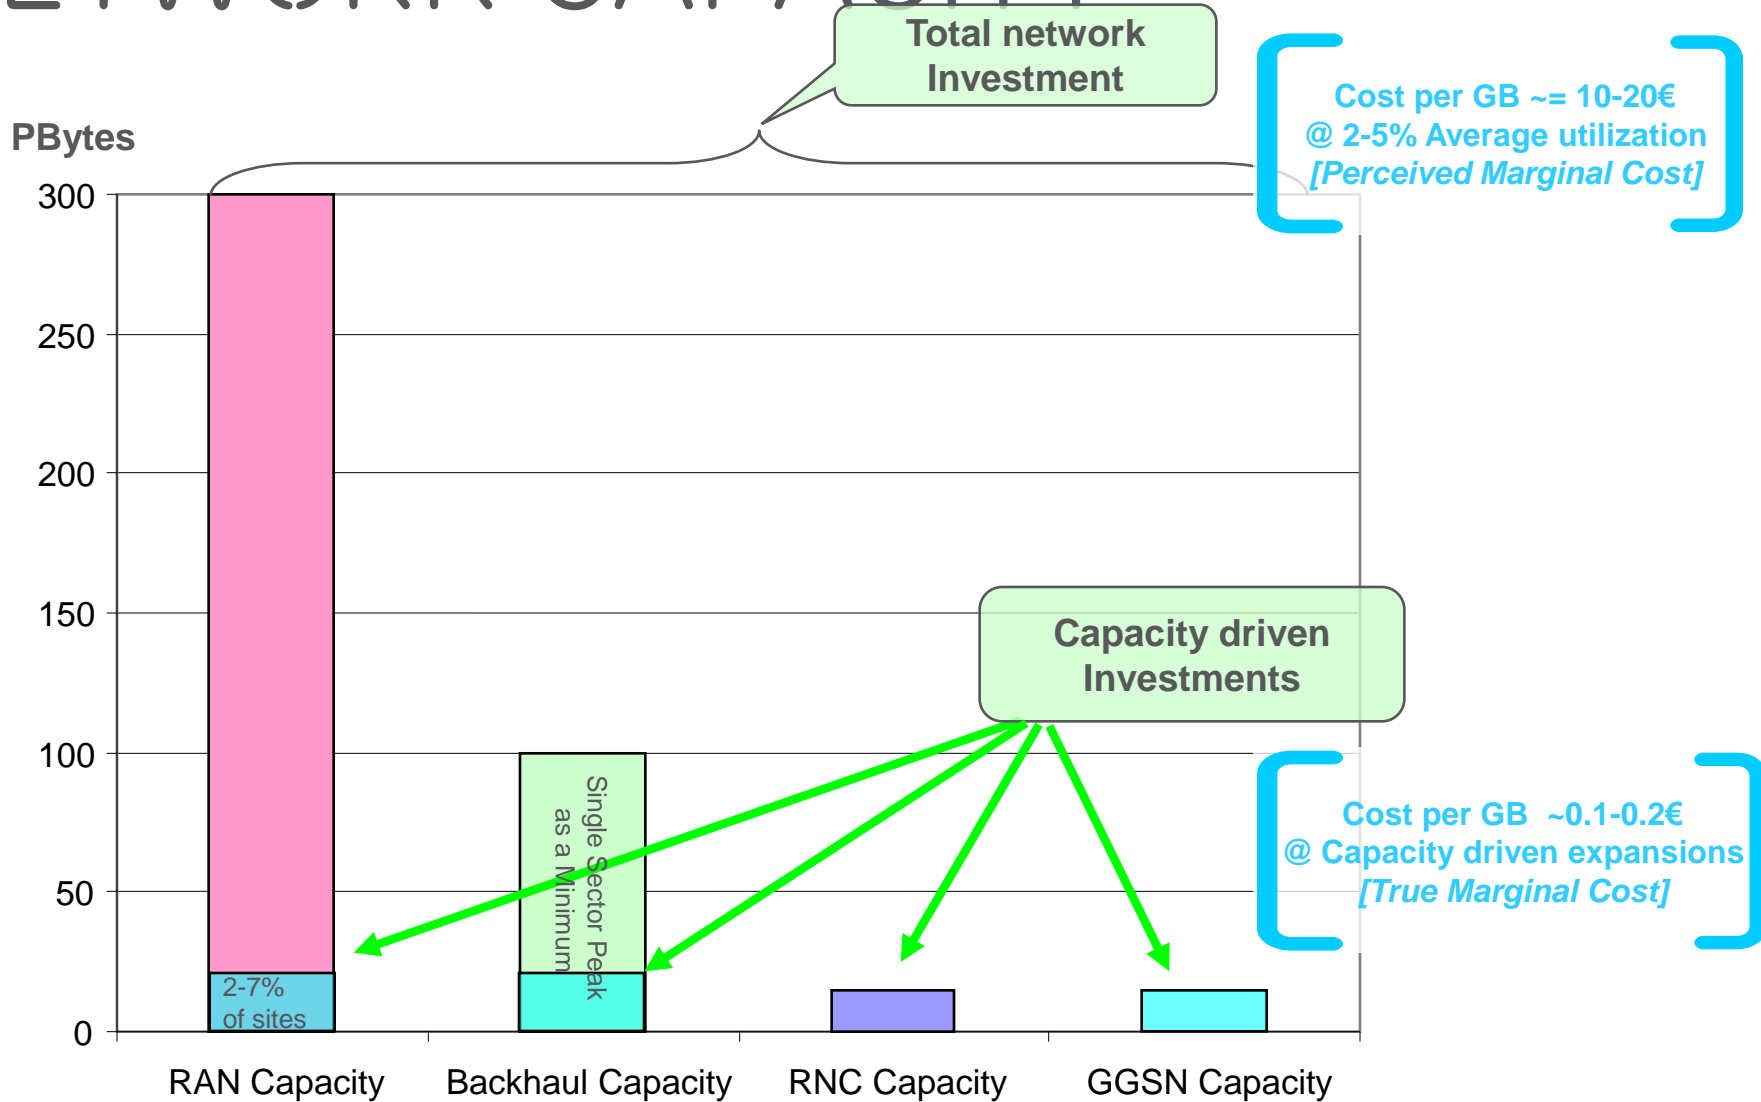 Total network
Investment
Cost per GB ~= 10-20€
@ 2-5% Average utilization
[Perceived Marginal Cost]
PBytes
300
250
200
150
100
50
0
Capacity driven
Investments
Single Sector Peak
as a Minimum
Cost per GB ~0.1-0.2€
@ Capacity driven expansions
[True Marginal Cost]
2-7%
of sites
RAN Capacity
Backhaul Capacity
RNC Capacity
GGSN Capacity